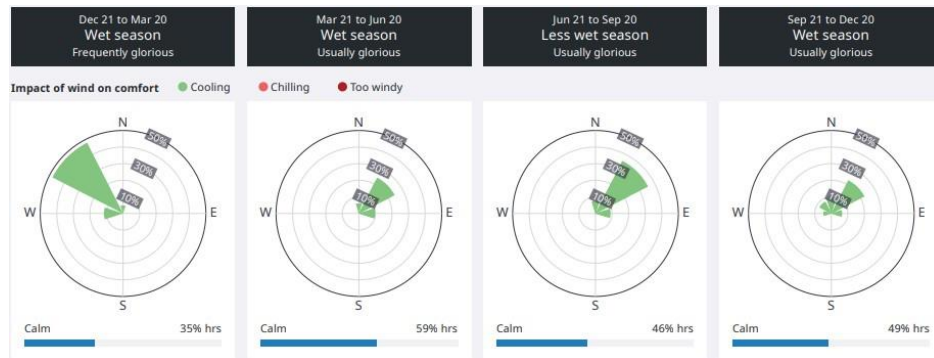 Dec 21 to Mar 20
Wet season
Frequently glorious
Mar 21 to Jun 20
Wet season
Usually glorious
Jun 21 to Sep 20
Less wet season
Usually glorious
Sep 21 to Dec 20
Wet season
Usually glorious
Impact of wind on comfort Cooling Chilling Too windy
N
50%
30%
10%
W E
S
Calm 35% hrs
N
50%
30%
10%
W E
S
Calm 59% hrs
N
50%
30%
10%
W E
S
Calm 46% hrs
N
50%
30%
10%
W E
S
Calm 49% hrs